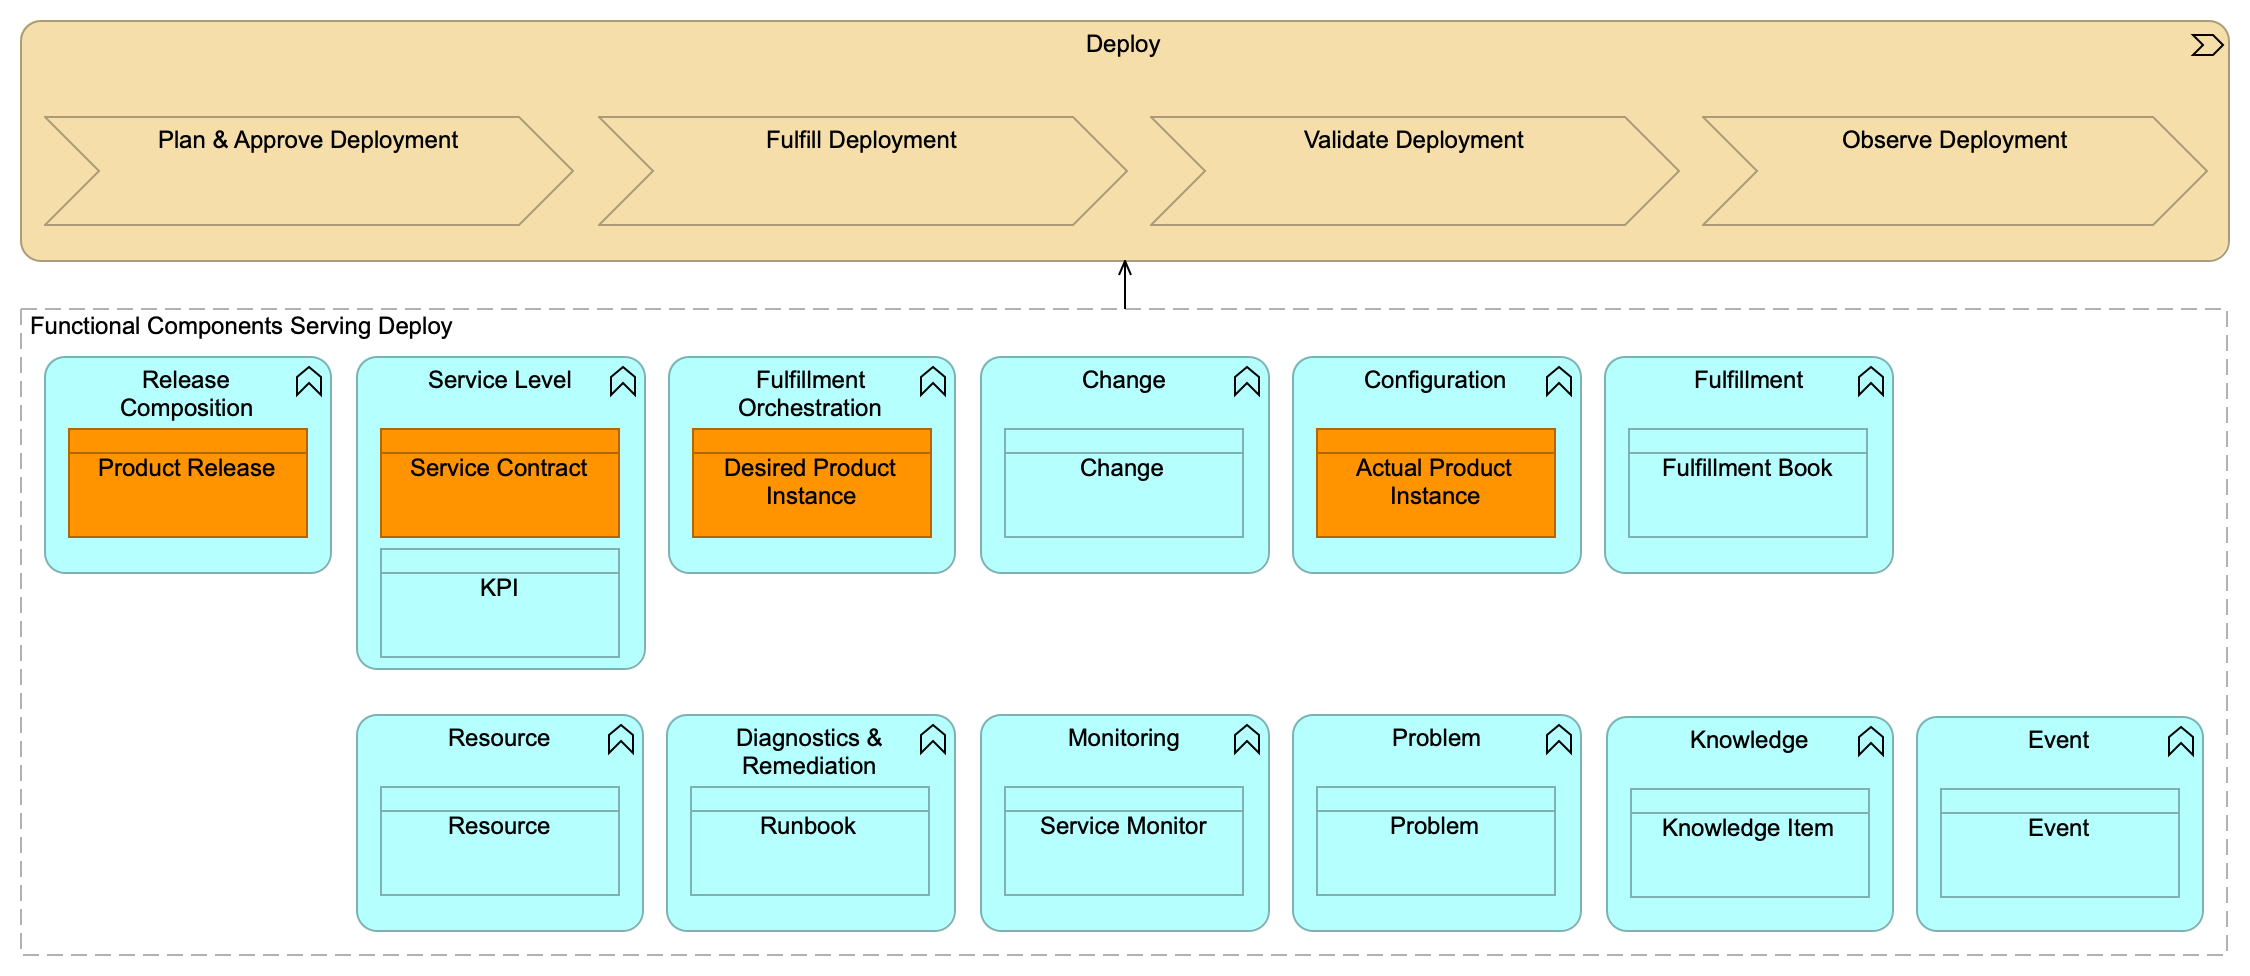 Deploy
Plan & Approve Deployment
Fulfill Deployment
Validate Deployment
Observe Deployment
Functional Components Serving Deploy
Release
Composition
Product Release
Service Level
Service Contract
KPI
Fulfillment
Orchestration
Desired Product
Instance
Change
Change
Configuration
Actual Product
Instance
Fulfillment
Fulfillment Book
Resource
Resource
Diagnostics &
Remediation
Runbook
Monitoring
Service Monitor
Problem
Problem
Knowledge
Knowledge Item
Event
Event